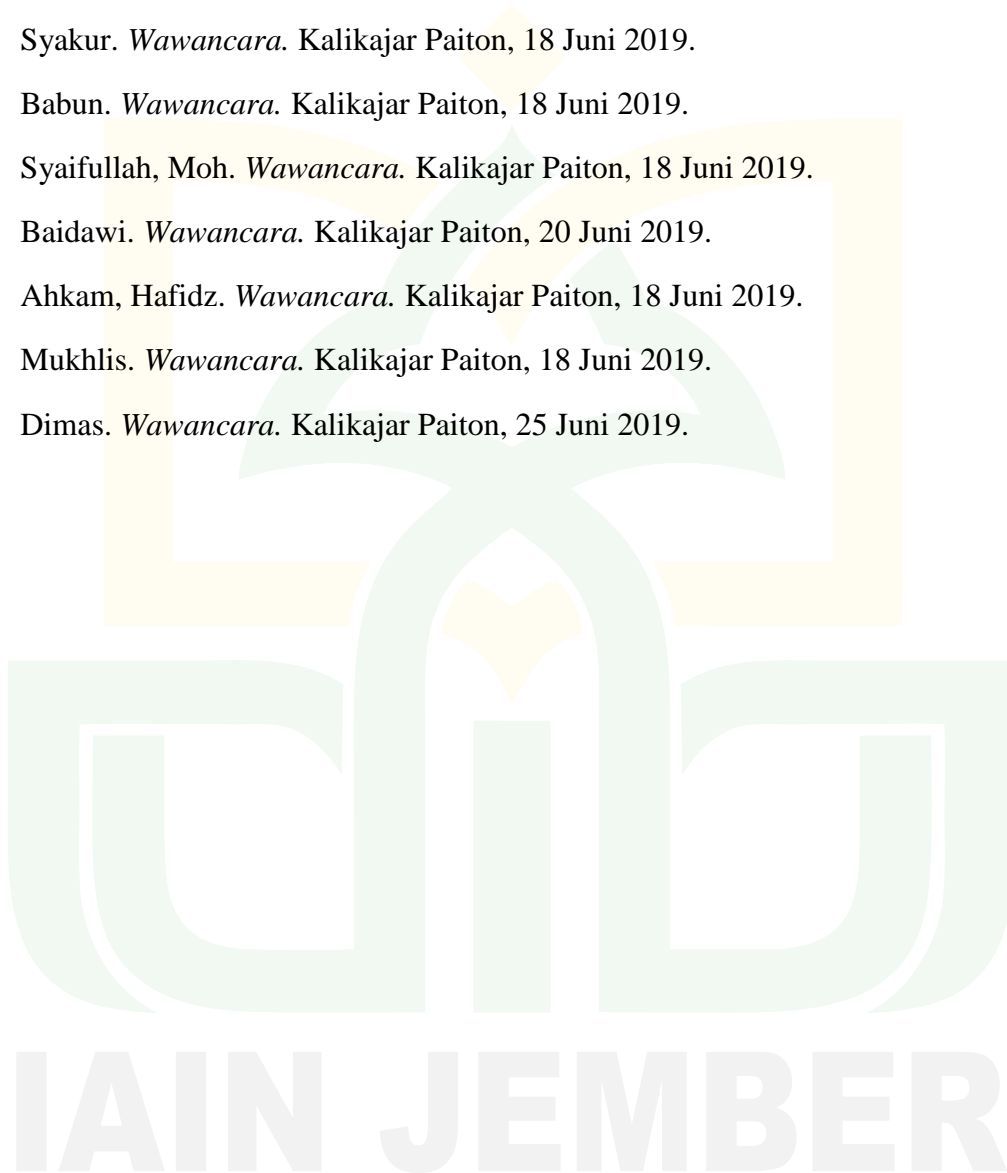 Syakur. Wawancara. Kalikajar Paiton, 18 Juni 2019.
Babun. Wawancara. Kalikajar Paiton, 18 Juni 2019.
Syaifullah, Moh. Wawancara. Kalikajar Paiton, 18 Juni 2019.
Baidawi. Wawancara. Kalikajar Paiton, 20 Juni 2019.
Ahkam, Hafidz. Wawancara. Kalikajar Paiton, 18 Juni 2019.
Mukhlis. Wawancara. Kalikajar Paiton, 18 Juni 2019.
Dimas. Wawancara. Kalikajar Paiton, 25 Juni 2019.
IAIN JEMBER